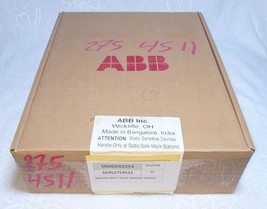 275 4511
ABB
ABB Inc.
Wickliffe, OH
Made in Bangalore, India
ATTENTION Static Sensitive Devices
Handle Only at Static Safe Work Stations
275
4511